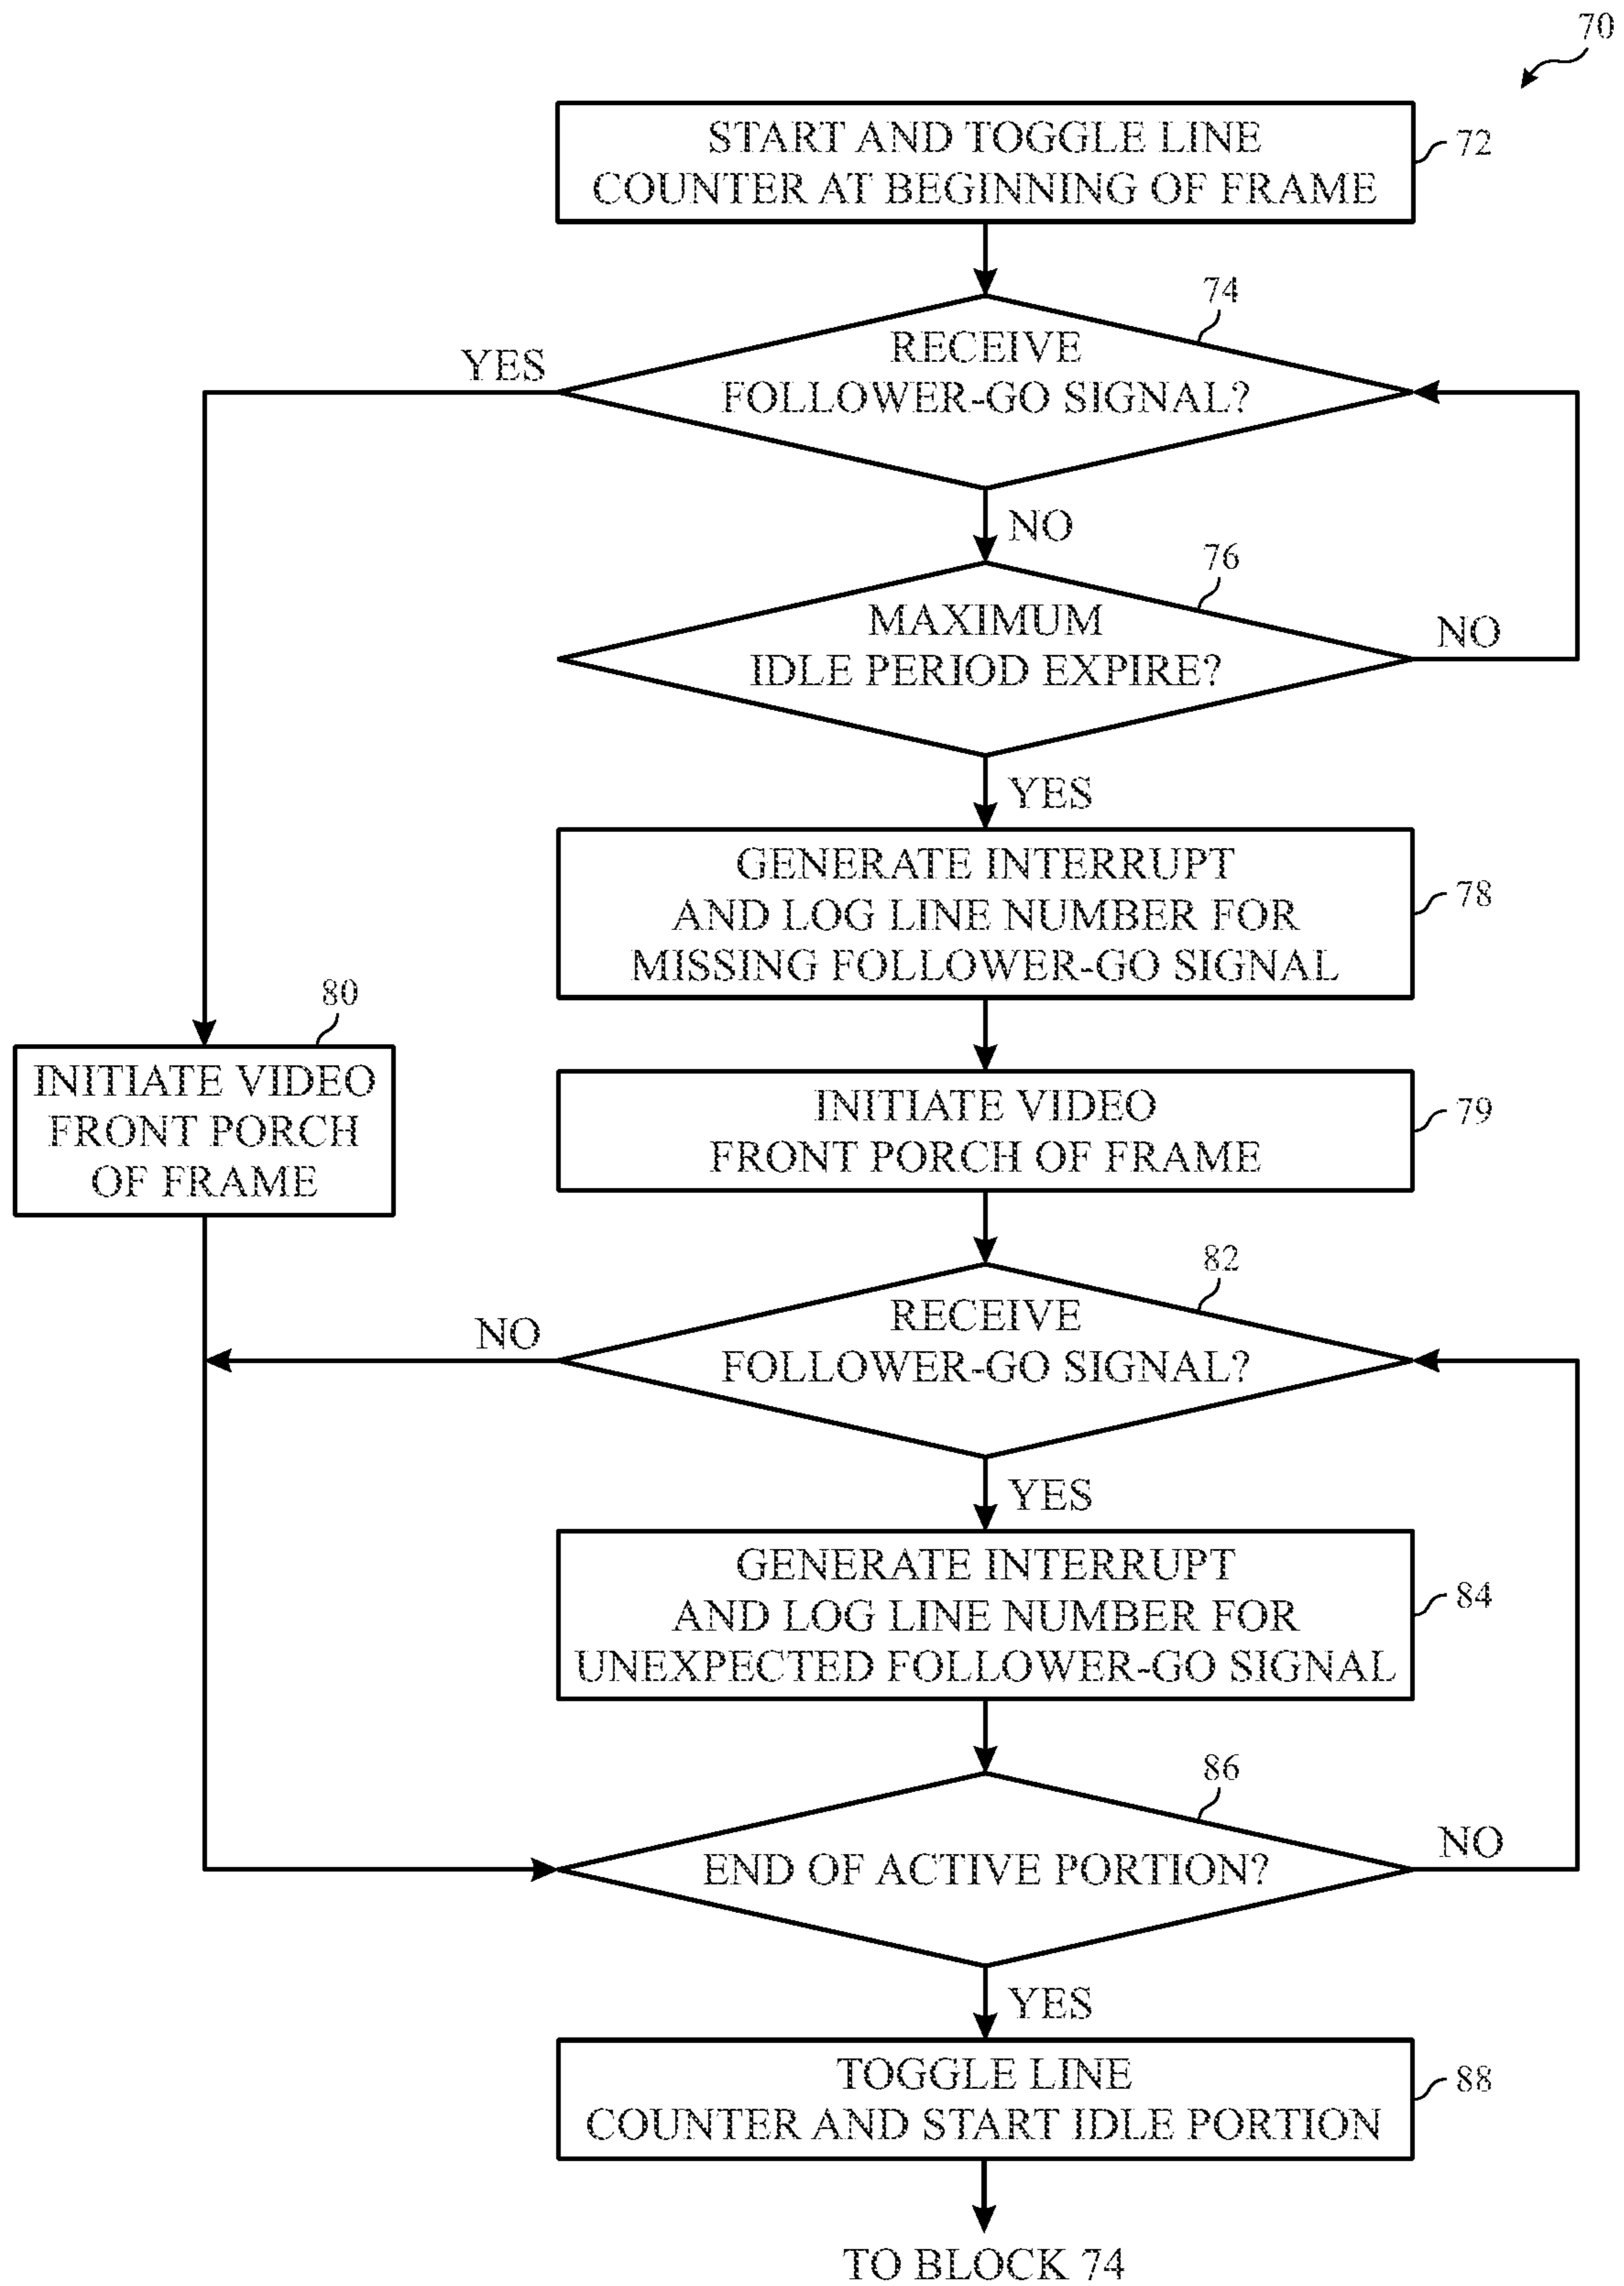 70
START AND TOGGLE LINE
COUNTER AT BEGINNING OF FRAME
72
74
RECEIVE
FOLLOWER-GO SIGNAL?
YES
NO
76
MAXIMUM
IDLE PERIOD EXPIRE?
NO
YES
GENERATE INTERRUPT
AND LOG LINE NUMBER FOR
MISSING FOLLOWER-GO SIGNAL
78
80
INITIATE VIDEO
FRONT PORCH
OF FRAME
INITIATE VIDEO
FRONT PORCH OF FRAME
79
82
RECEIVE
FOLLOWER-GO SIGNAL?
NO
YES
GENERATE INTERRUPT
AND LOG LINE NUMBER FOR
UNEXPECTED FOLLOWER-GO SIGNAL
84
86
END OF ACTIVE PORTION?
NO
YES
TOGGLE LINE
COUNTER AND START IDLE PORTION
88
TO BLOCK 74